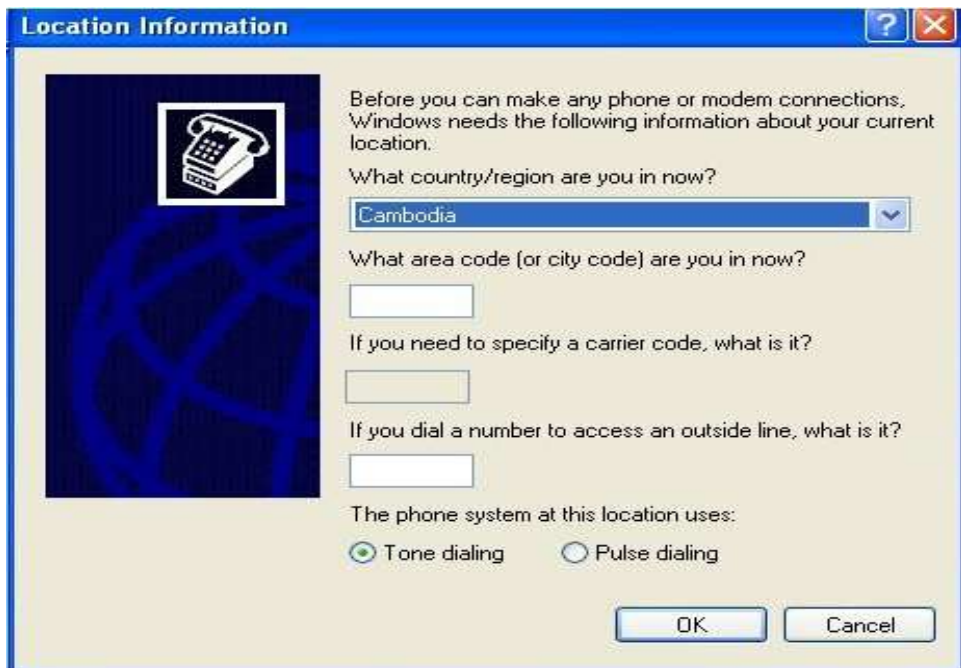 Location Information
Before you can make any phone or modem connections,
Windows needs the following information about your current
location.
What country/region are you in now?
Cambodia
What area code (or city code) are you in now?
If you need to specify a carrier code, what is it?
If you dial a number to access an outside line, what is it?
The phone system at this location uses:
Tone dialing Pulse dialing
OK Cancel